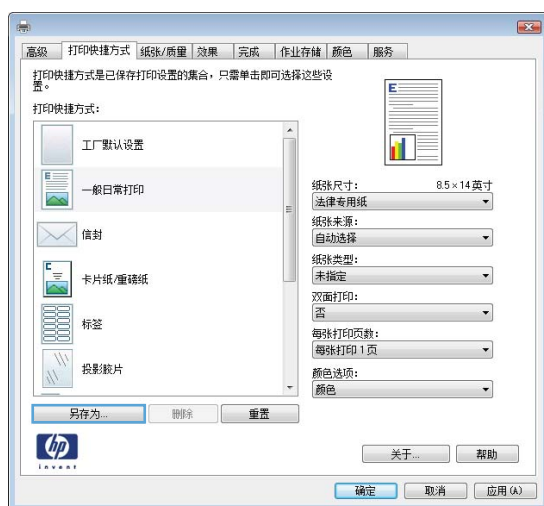 高级 打印快捷方式 纸张/质量 效果 完成 作业存储 颜色 服务
打印快捷方式是已保存打印设置的集合，只需单击即可选择这些设
置。
打印快捷方式：
工厂默认设置
一般日常打印
信封
卡片纸/重磅纸
标签
投影胶片
另存为... 删除 重置
E
纸张尺寸： 8.5×14 英寸
法律专用纸
纸张来源：
自动选择
纸张类型：
未指定
双面打印：
否
每张打印页数：
每张打印 1 页
颜色选项：
颜色
hp
invent
关于... 帮助
确定 取消 应用(A)